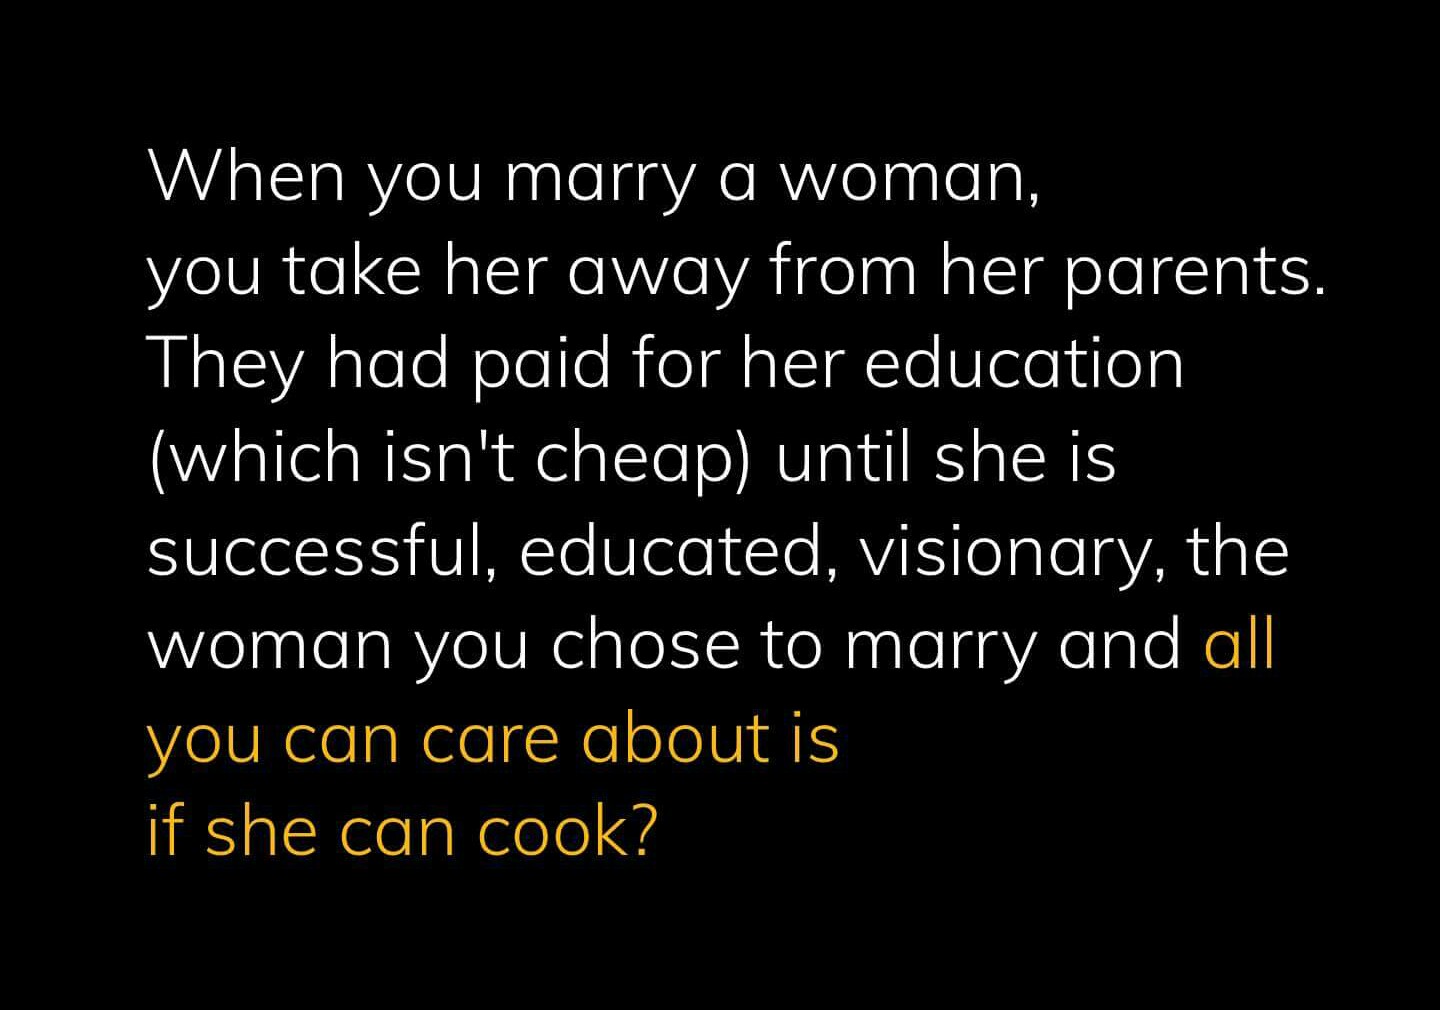 When you marry a woman,
you take her away from her parents.
They had paid for her education
(which isn't cheap) until she is
successful, educated, visionary, the
woman you chose to marry and all
you can care about is
if she can cook?